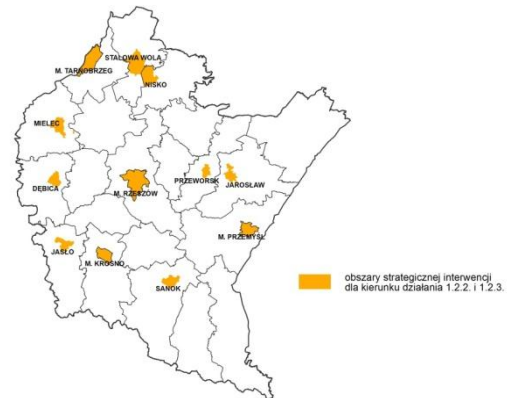 STALOWA WOLA
M. TARNOBRZEG
NISKO
MIELEC
DĘBICA
M. RZESZÓW
PRZEWORSK
JAROSŁAW
M. PRZEMYŚL
JASŁO
M. KROSNO
SANOK
obszary strategicznej interwencji
dla kierunku działania 1.2.2. i 1.2.3.